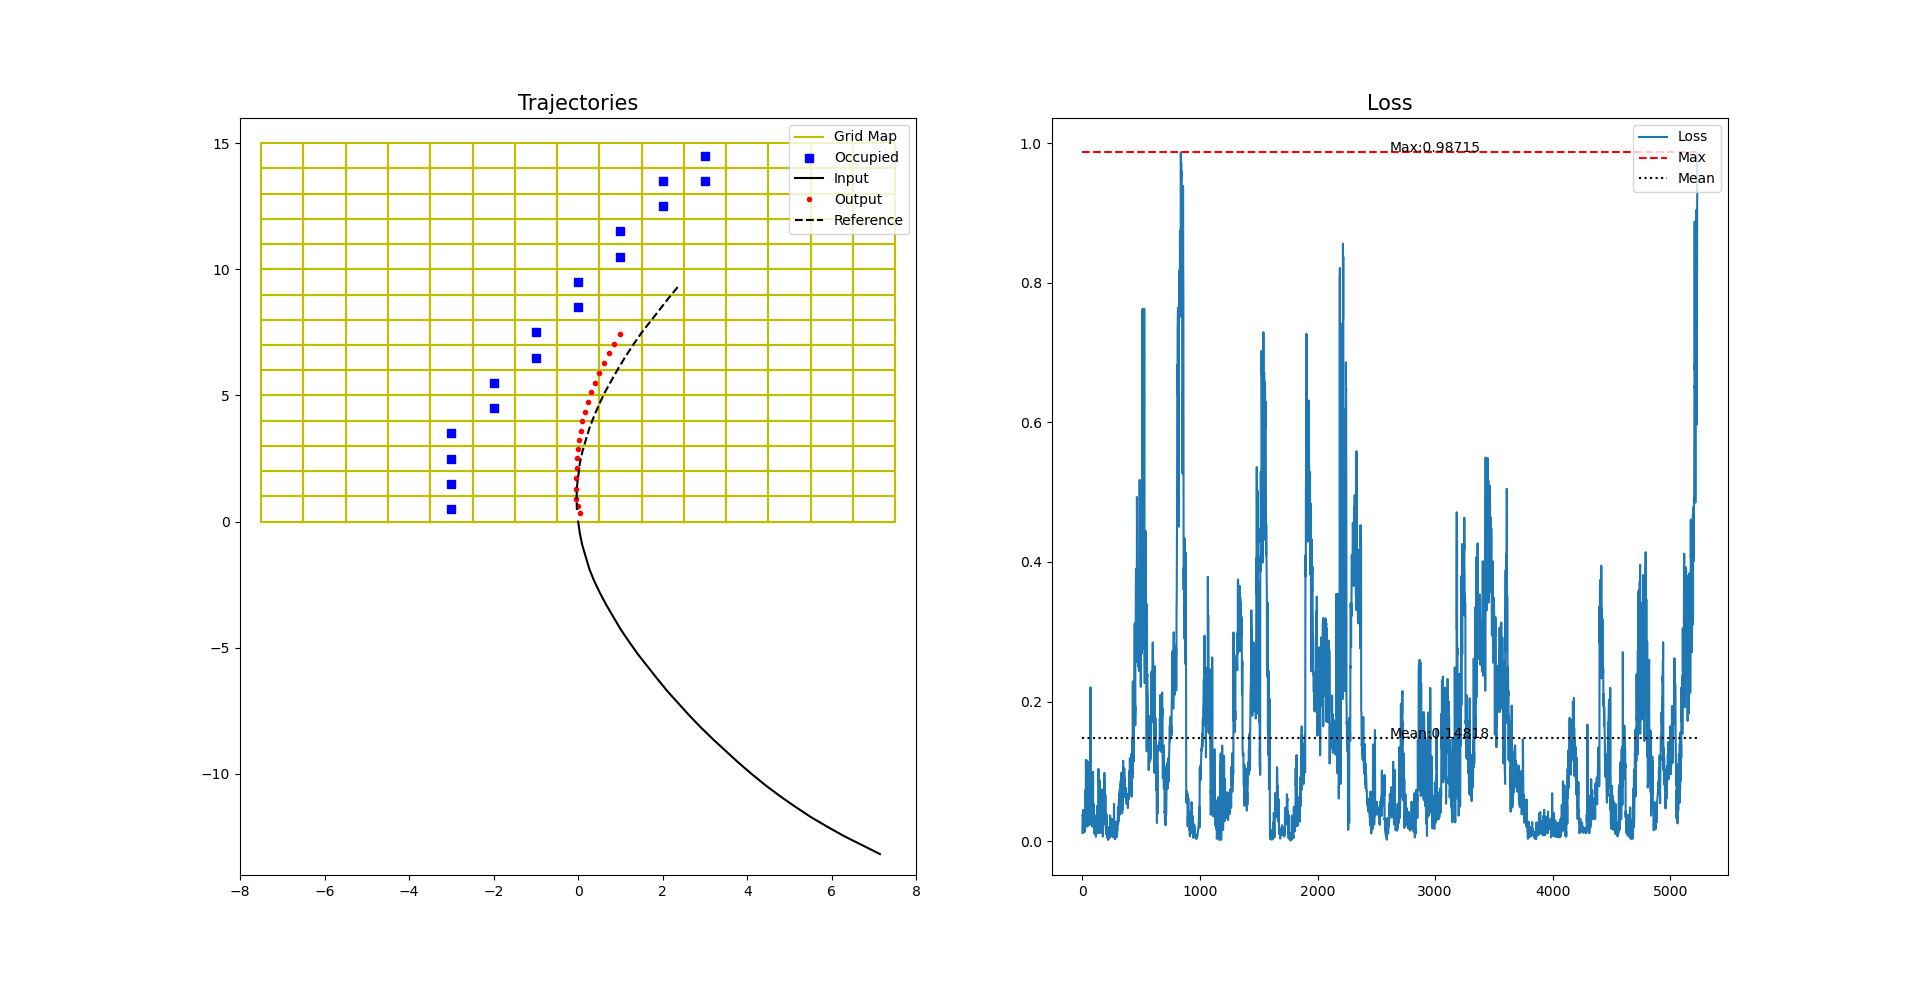 Trajectories
15
10
5
0
−5
−10
−8
−6
−4
−2
0
2
4
6
8
Grid Map
Occupied
Input
Output
Reference
Loss
1.0
0.8
0.6
0.4
0.2
0.0
0
1000
2000
3000
4000
5000
Max:0.98715
Mean:0.14818
Loss
Max
Mean